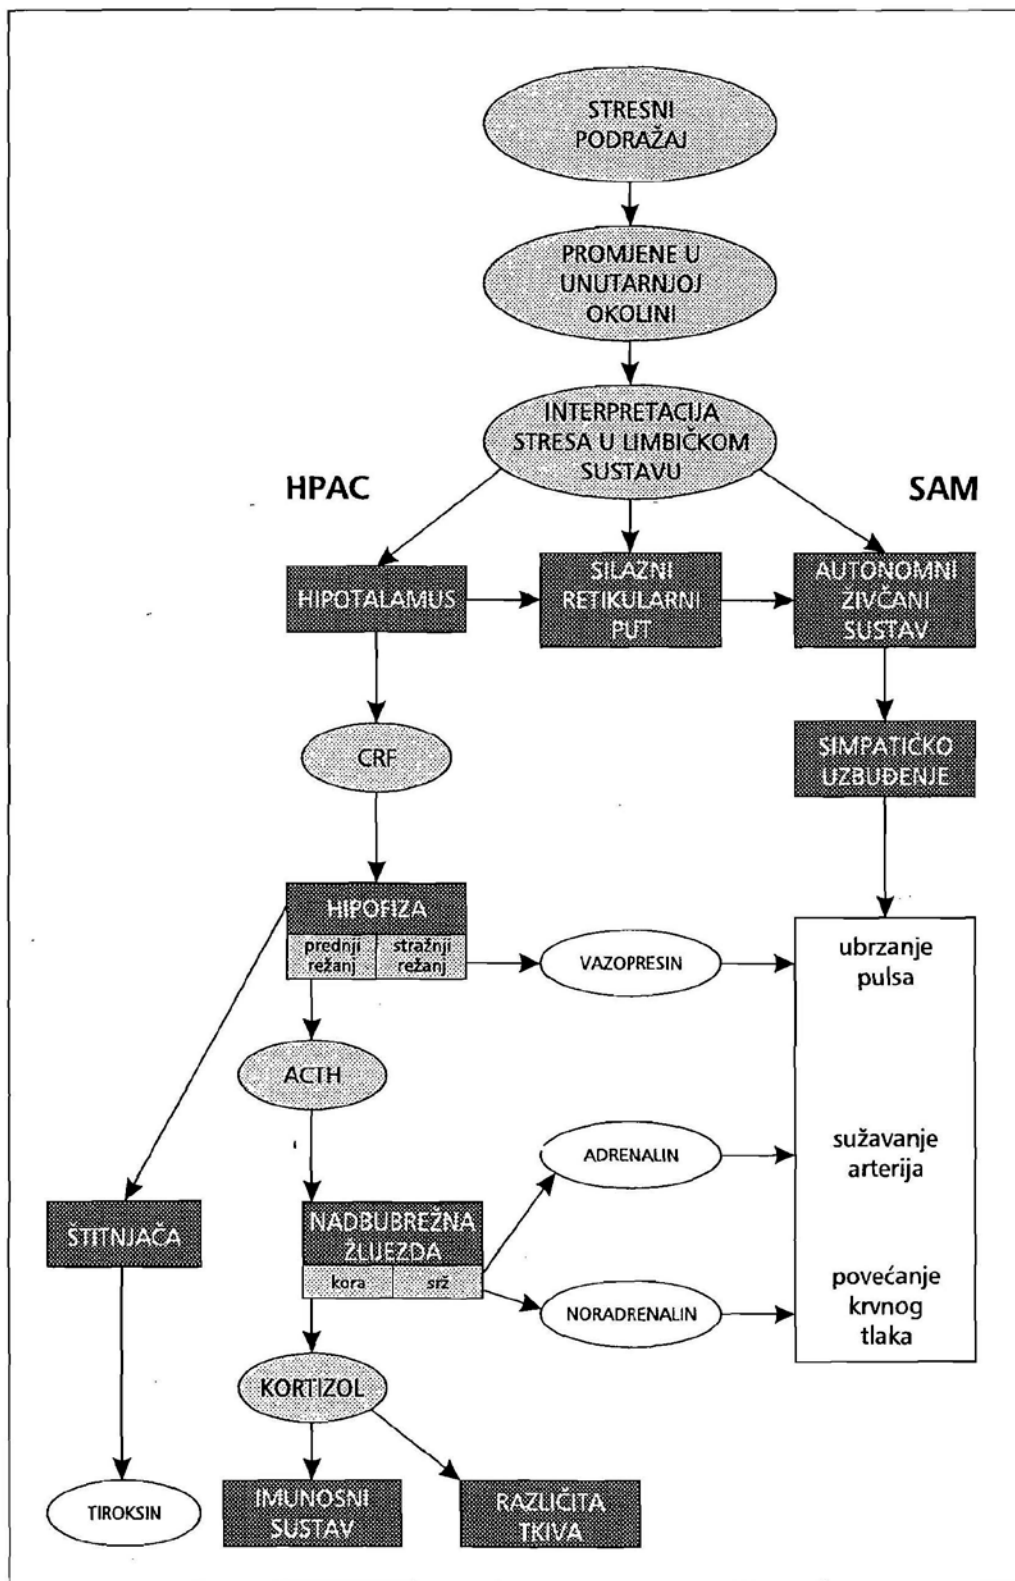 STRESNI
PODRAŽAJ
PROMJENE U
UNUTARNJOJ
OKOLINI
INTERPRETACIJA
STRESA U LIMBIČKOM
SUSTAVU
HPAC
SAM
HIPOTALAMUS
SILAZNI
RETIKULARNI
PUT
AUTONOMNI
ZIVČANI
SUSTAV
CRF
SIMPATIČKO
UZBUĐENJE
HIPOFIZA
prednji
režanj
stražnji
režanj
VAZOPRESIN
ubrzanje
pulsa
ACTH
ADRENALIN
sužavanje
arterija
ŠTITNJAČA
NADBUBREŽNA
ŽLIJEZDA
kora
srž
NORADRENALIN
povećanje
krvnog
tlaka
KORTIZOL
TIROKSIN
IMUNOSNI
SUSTAV
RAZLIČITA
TKIVA